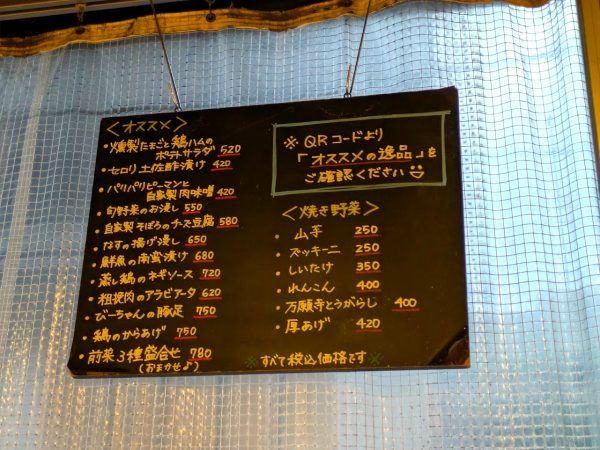 ＜オススメ＞
・燻製たまごと鶏ハムの
ポテトサラダ 520
・セロリ土佐酢漬け 420
・パリパリピーマンと
自家製肉味噌 420
・旬野菜のお浸し 550
・自家製そぼろのチーズ豆腐 580
・なすの揚げ浸し 650
・鮮魚の南蛮漬け 680
・蒸し鶏のネギソース 720
・粗挽肉のアラビアータ 620
・びーちゃんの豚足 750
・鶏のからあげ 750
・前菜3種盛合せ 780
(おまかせ♪)
※ QRコードより
「オススメの逸品」を
ご確認ください
＜焼き野菜＞
・山芋 250
・ズッキーニ 250
・しいたけ 350
・れんこん 400
・万願寺とうがらし 400
・厚あげ 420
※すべて税込価格です※